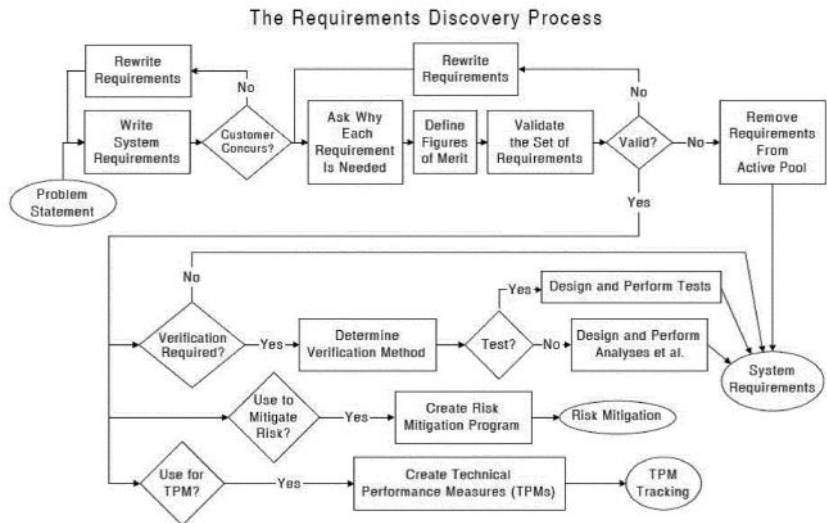 The Requirements Discovery Process
Rewrite
Requirements
No
Write
System
Requirements
Customer
Concurs?
Problem
Statement
Rewrite
Requirements
No
Ask Why
Each
Requirement
Is Needed
Define
Figures
of Merit
Validate
the Set of
Requirements
Valid?
No
Remove
Requirements
From
Active Pool
Yes
No
Verification
Required?
Yes
Determine
Verification Method
Test?
Yes
Design and Perform Tests
No
Design and Perform
Analyses et al.
System
Requirements
Use to
Mitigate
Risk?
Yes
Create Risk
Mitigation Program
Risk Mitigation
Use for
TPM?
Yes
Create Technical
Performance Measures (TPMs)
TPM
Tracking